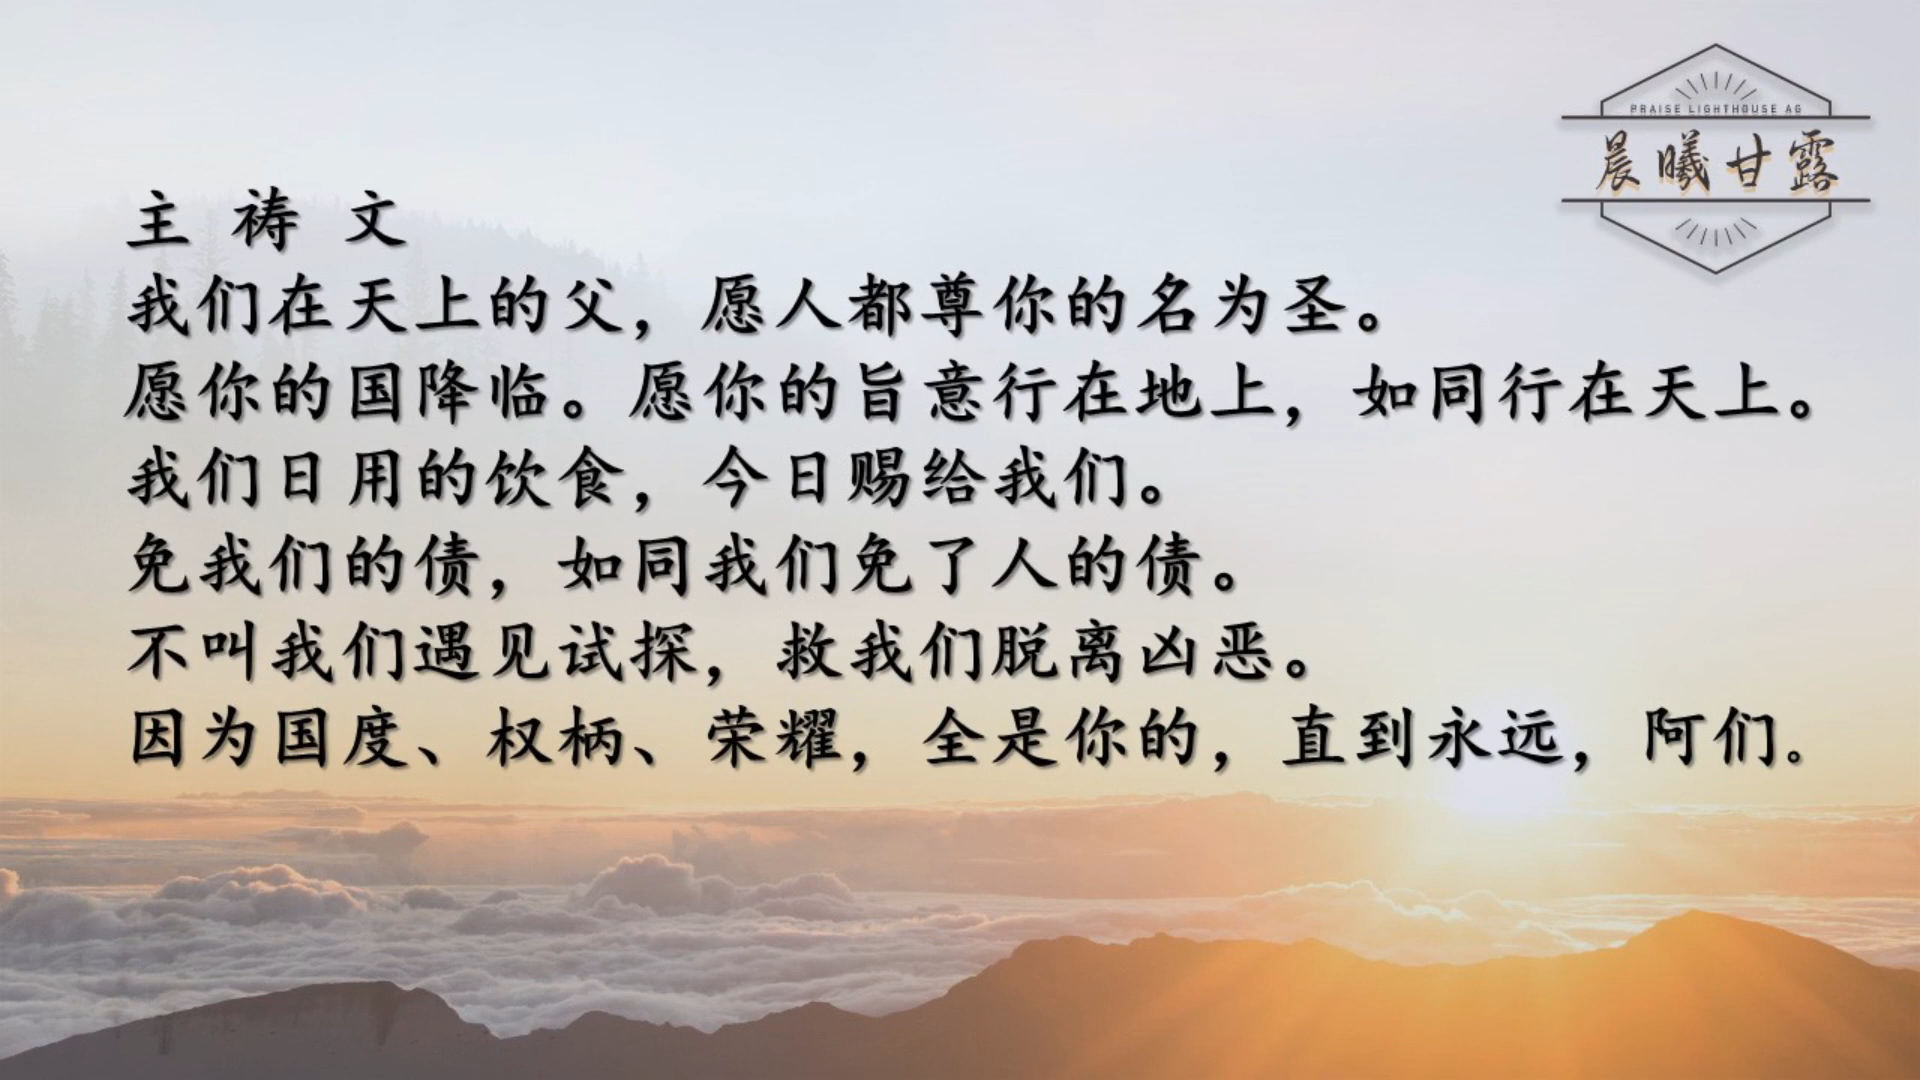 PRAISE LIGHTHOUSE AG
晨曦甘露
主 祷 文
我们在天上的父，愿人都尊你的名为圣。
愿你的国降临。愿你的旨意行在地上，如同行在天上。
我们日用的饮食，今日赐给我们。
免我们的债，如同我们免了人的债。
不叫我们遇见试探，救我们脱离凶恶。
因为国度、权柄、荣耀，全是你的，直到永远，阿们。